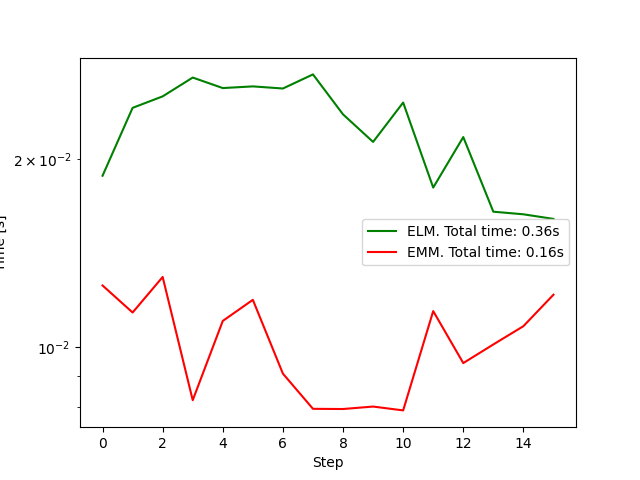 2 × 10⁻²
10⁻²
Time [s]
ELM. Total time: 0.36s
EMM. Total time: 0.16s
0 2 4 6 8 10 12 14
Step